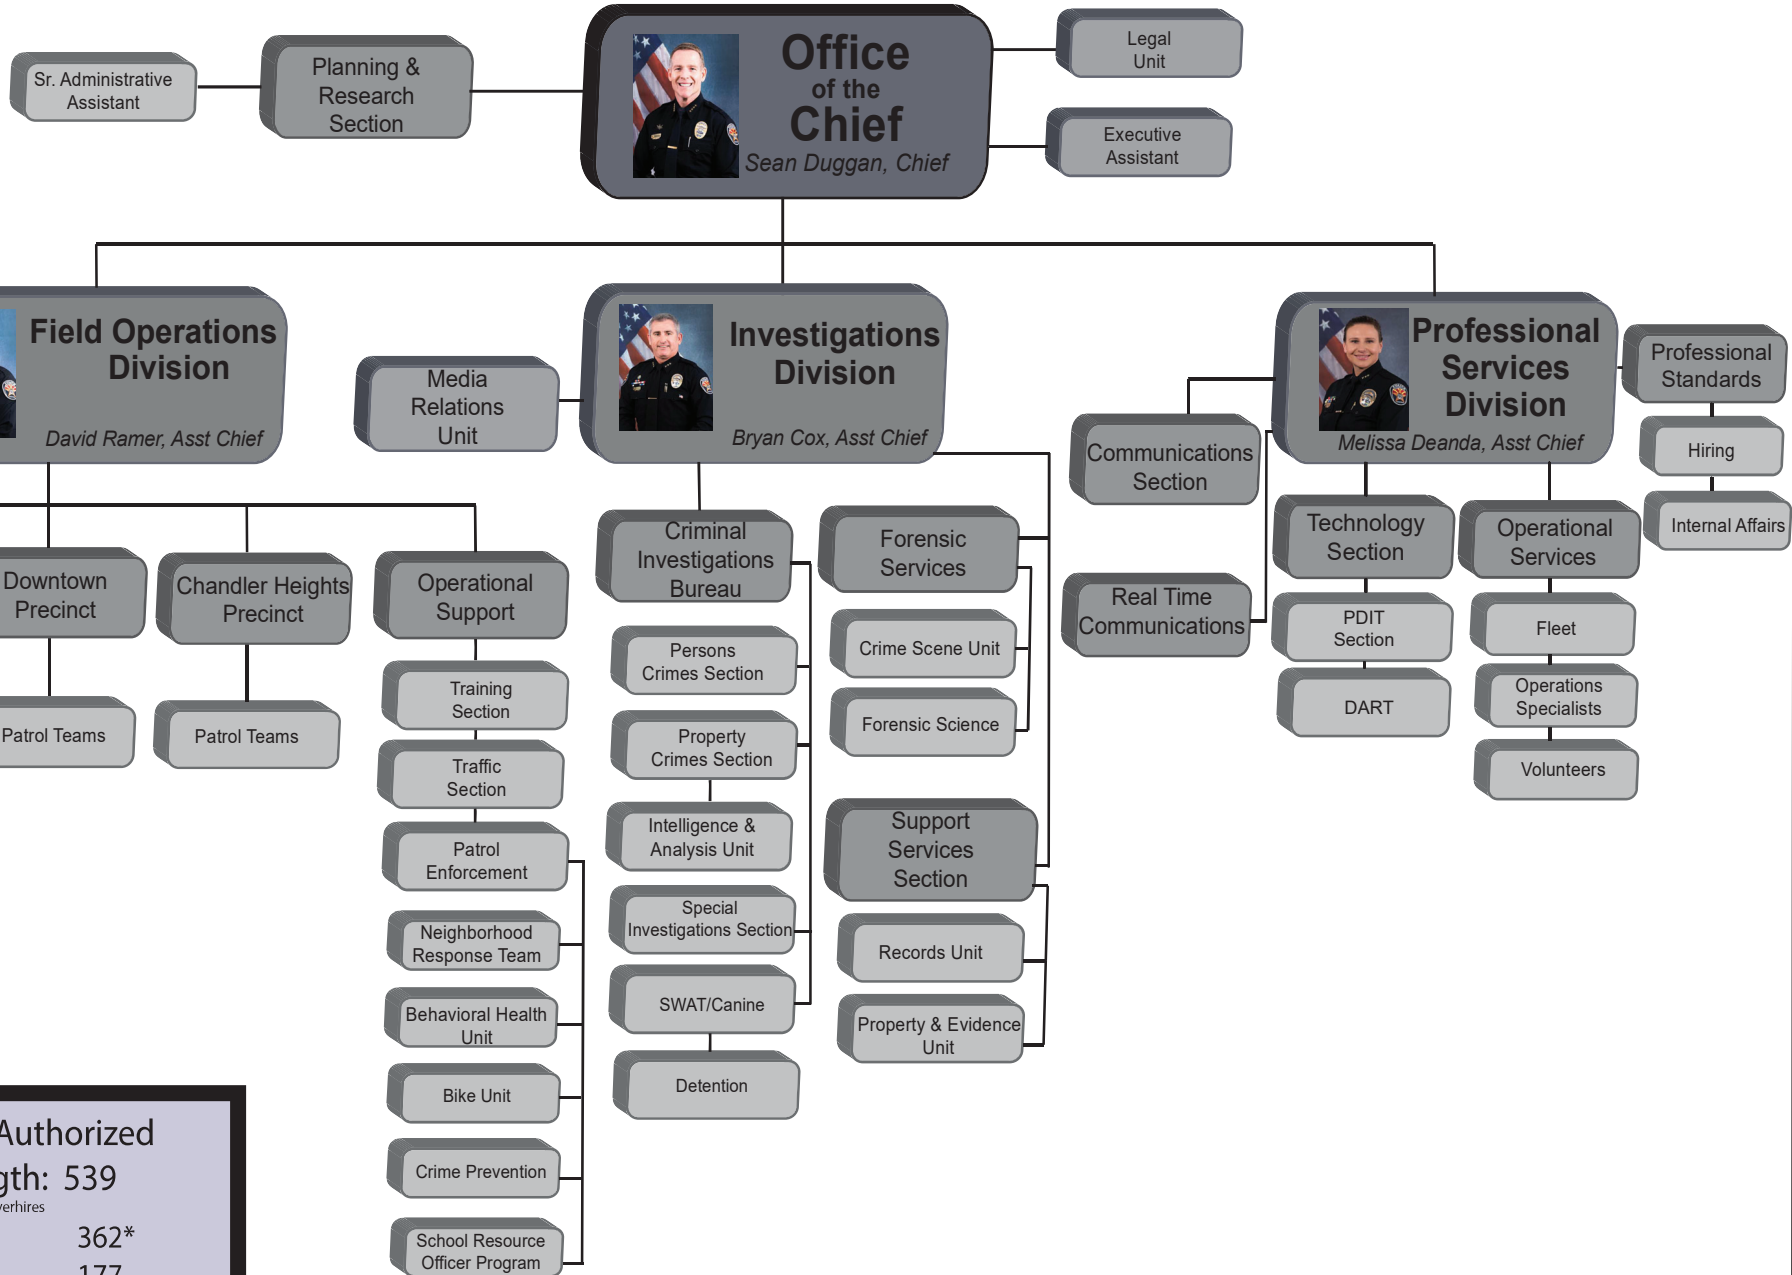 Sr. Administrative
Assistant
Planning &
Research
Section
Office
of the
Chief
Sean Duggan, Chief
Legal
Unit
Executive
Assistant
Field Operations
Division
David Ramer, Asst Chief
Media
Relations
Unit
Investigations
Division
Bryan Cox, Asst Chief
Professional
Services
Division
Melissa Deanda, Asst Chief
Professional
Standards
Hiring
Internal Affairs
Downtown
Precinct
Patrol Teams
Chandler Heights
Precinct
Patrol Teams
Operational
Support
Training
Section
Traffic
Section
Patrol
Enforcement
Neighborhood
Response Team
Behavioral Health
Unit
Bike Unit
Crime Prevention
School Resource
Officer Program
Criminal
Investigations
Bureau
Persons
Crimes Section
Property
Crimes Section
Intelligence &
Analysis Unit
Special
Investigations Section
SWAT/Canine
Detention
Forensic
Services
Crime Scene Unit
Forensic Science
Support
Services
Section
Records Unit
Property & Evidence
Unit
Communications
Section
Real Time
Communications
Technology
Section
PDIT
Section
DART
Operational
Services
Fleet
Operations
Specialists
Volunteers
Authorized
gth: 539
verhires
362*
177